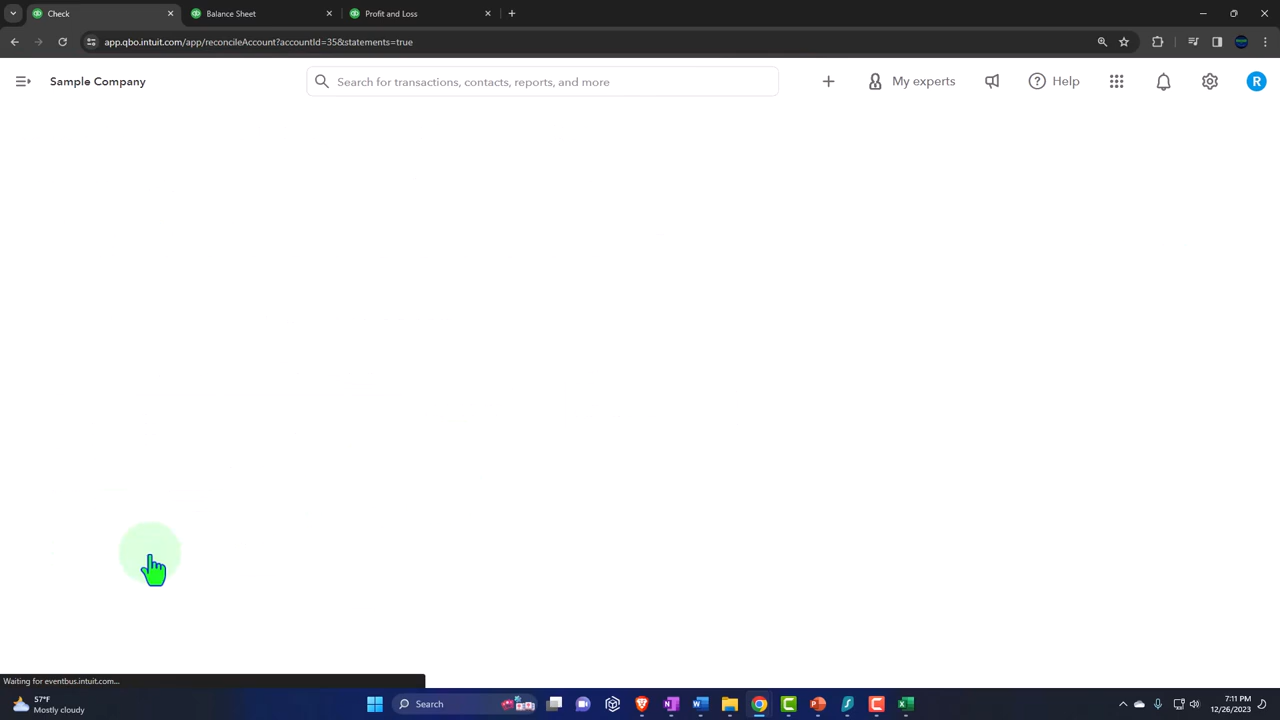 Check
Balance Sheet
Profit and Loss
app.qbo.intuit.com/app/reconcileAccount?accountId=35&statements=true
Sample Company
Search for transactions, contacts, reports, and more
My experts
Help
R
Waiting for eventbus.intuit.com...
57°F
Mostly cloudy
Search
7:11 PM
12/26/2023